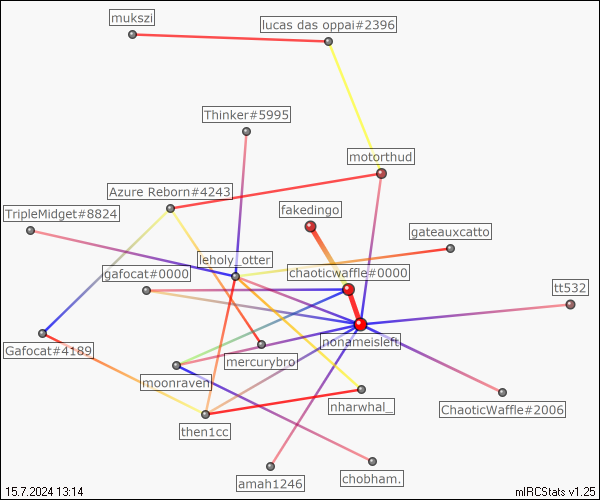 mukszi
lucas das oppai#2396
Thinker#5995
motorthud
Azure Reborn#4243
TripleMidget#8824
fakedingo
gateauxcatto
leholy_otter
gafocat#0000
chaoticwaffle#0000
tt532
nonameisleft
Gafocat#4189
mercurybro
moonraven
nharwhal_
ChaoticWaffle#2006
then1cc
amah1246
chobham.
15.7.2024 13:14
mIRCStats v1.25